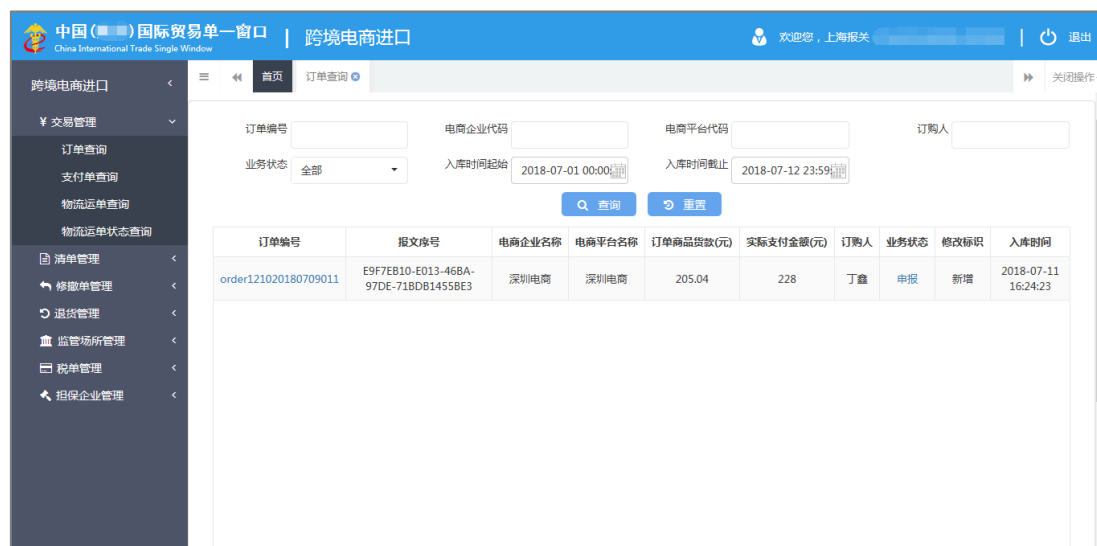 中国( )国际贸易单一窗口 | 跨境电商进口
China International Trade Single Window
欢迎您，上海报关
退出
跨境电商进口
首页
订单查询
关闭操作
¥ 交易管理
订单查询
支付单查询
物流运单查询
物流运单状态查询
清单管理
修撤单管理
退货管理
监管场所管理
税单管理
担保企业管理
订单编号
电商企业代码
电商平台代码
订购人
业务状态 全部
入库时间起始 2018-07-01 00:00:
入库时间截止 2018-07-12 23:59:
查询
重置
订单编号 报文序号 电商企业名称 电商平台名称 订单商品货款(元) 实际支付金额(元) 订购人 业务状态 修改标识 入库时间
order121020180709011 E9F7EB10-E013-46BA-97DE-71BDB1455BE3 深圳电商 深圳电商 205.04 228 丁鑫 申报 新增 2018-07-11 16:24:23